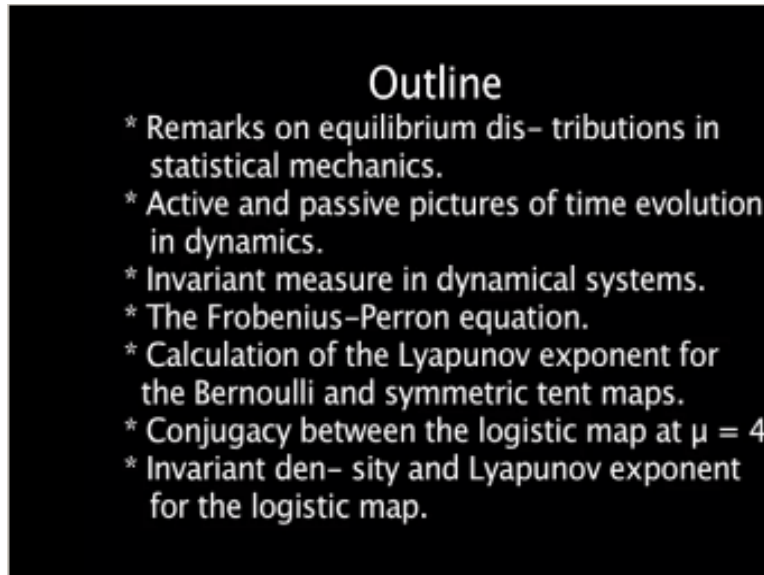 Outline
* Remarks on equilibrium dis- tributions in
statistical mechanics.
* Active and passive pictures of time evolution
in dynamics.
* Invariant measure in dynamical systems.
* The Frobenius-Perron equation.
* Calculation of the Lyapunov exponent for
the Bernoulli and symmetric tent maps.
* Conjugacy between the logistic map at μ = 4
* Invariant den- sity and Lyapunov exponent
for the logistic map.